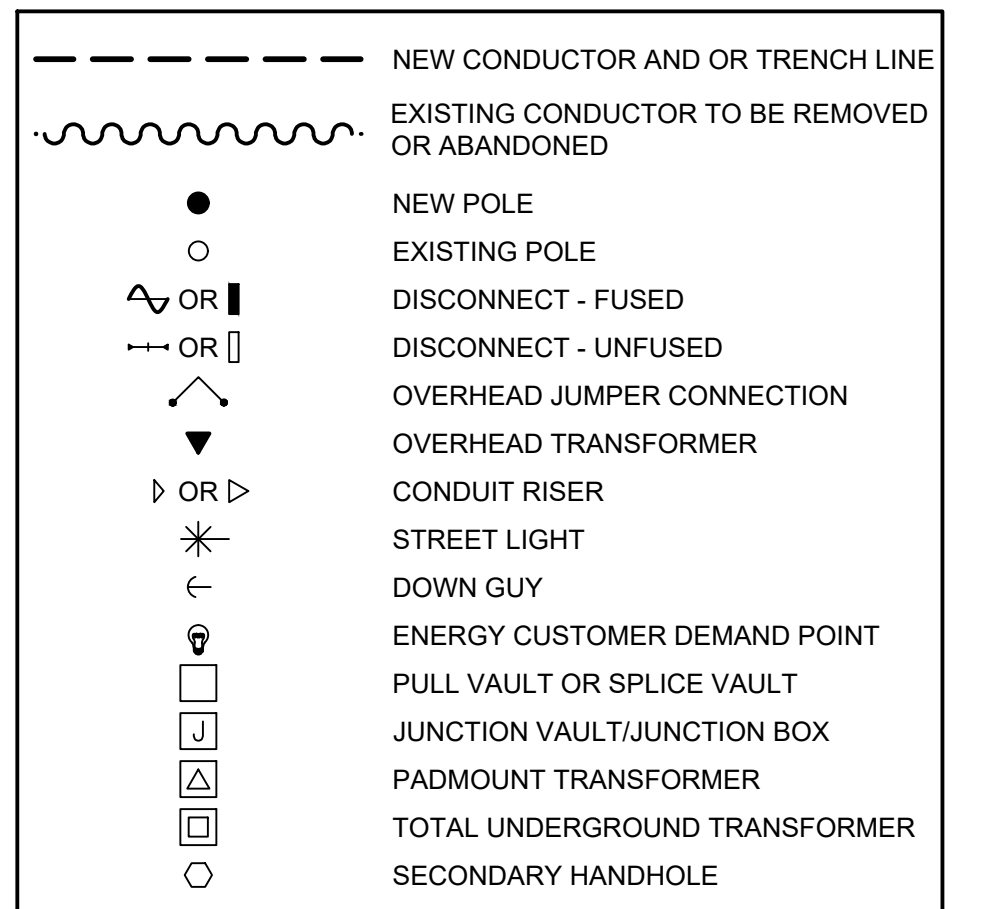 NEW CONDUCTOR AND OR TRENCH LINE
EXISTING CONDUCTOR TO BE REMOVED
OR ABANDONED
NEW POLE
EXISTING POLE
OR DISCONNECT - FUSED
OR DISCONNECT - UNFUSED
OVERHEAD JUMPER CONNECTION
OVERHEAD TRANSFORMER
OR CONDUIT RISER
STREET LIGHT
DOWN GUY
ENERGY CUSTOMER DEMAND POINT
PULL VAULT OR SPLICE VAULT
J JUNCTION VAULT/JUNCTION BOX
PADMOUNT TRANSFORMER
TOTAL UNDERGROUND TRANSFORMER
SECONDARY HANDHOLE